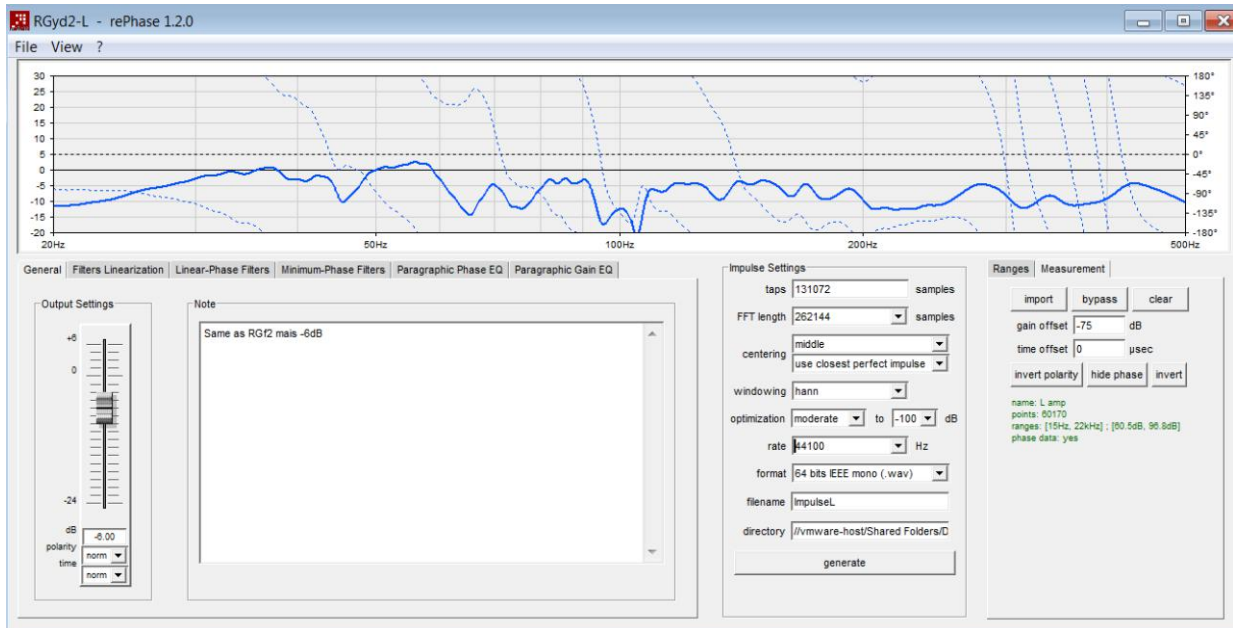 RGyd2-L - rePhase 1.2.0
File View ?
30
25
20
15
10
5
0
-5
-10
-15
-20
180°
135°
90°
45°
0°
-45°
-90°
-135°
-180°
20Hz 50Hz 100Hz 200Hz 500Hz
General Filters Linearization Linear-Phase Filters Minimum-Phase Filters Paragraphic Phase EQ Paragraphic Gain EQ
Output Settings
+6
0
-24
dB
-6.00
polarity
norm
time
norm
Note
Same as RGf2 mais -6dB
Impulse Settings
taps 131072 samples
FFT length 262144 samples
centering middle
use closest perfect impulse
windowing hann
optimization moderate to -100 dB
rate 44100 Hz
format 64 bits IEEE mono (.wav)
filename ImpulseL
directory //vmware-host/Shared Folders/D
generate
Ranges Measurement
import bypass clear
gain offset -75 dB
time offset 0 µsec
invert polarity hide phase invert
name: L amp
points: 60170
ranges: [15Hz, 22kHz] ; [60.5dB, 96.8dB]
phase data: yes